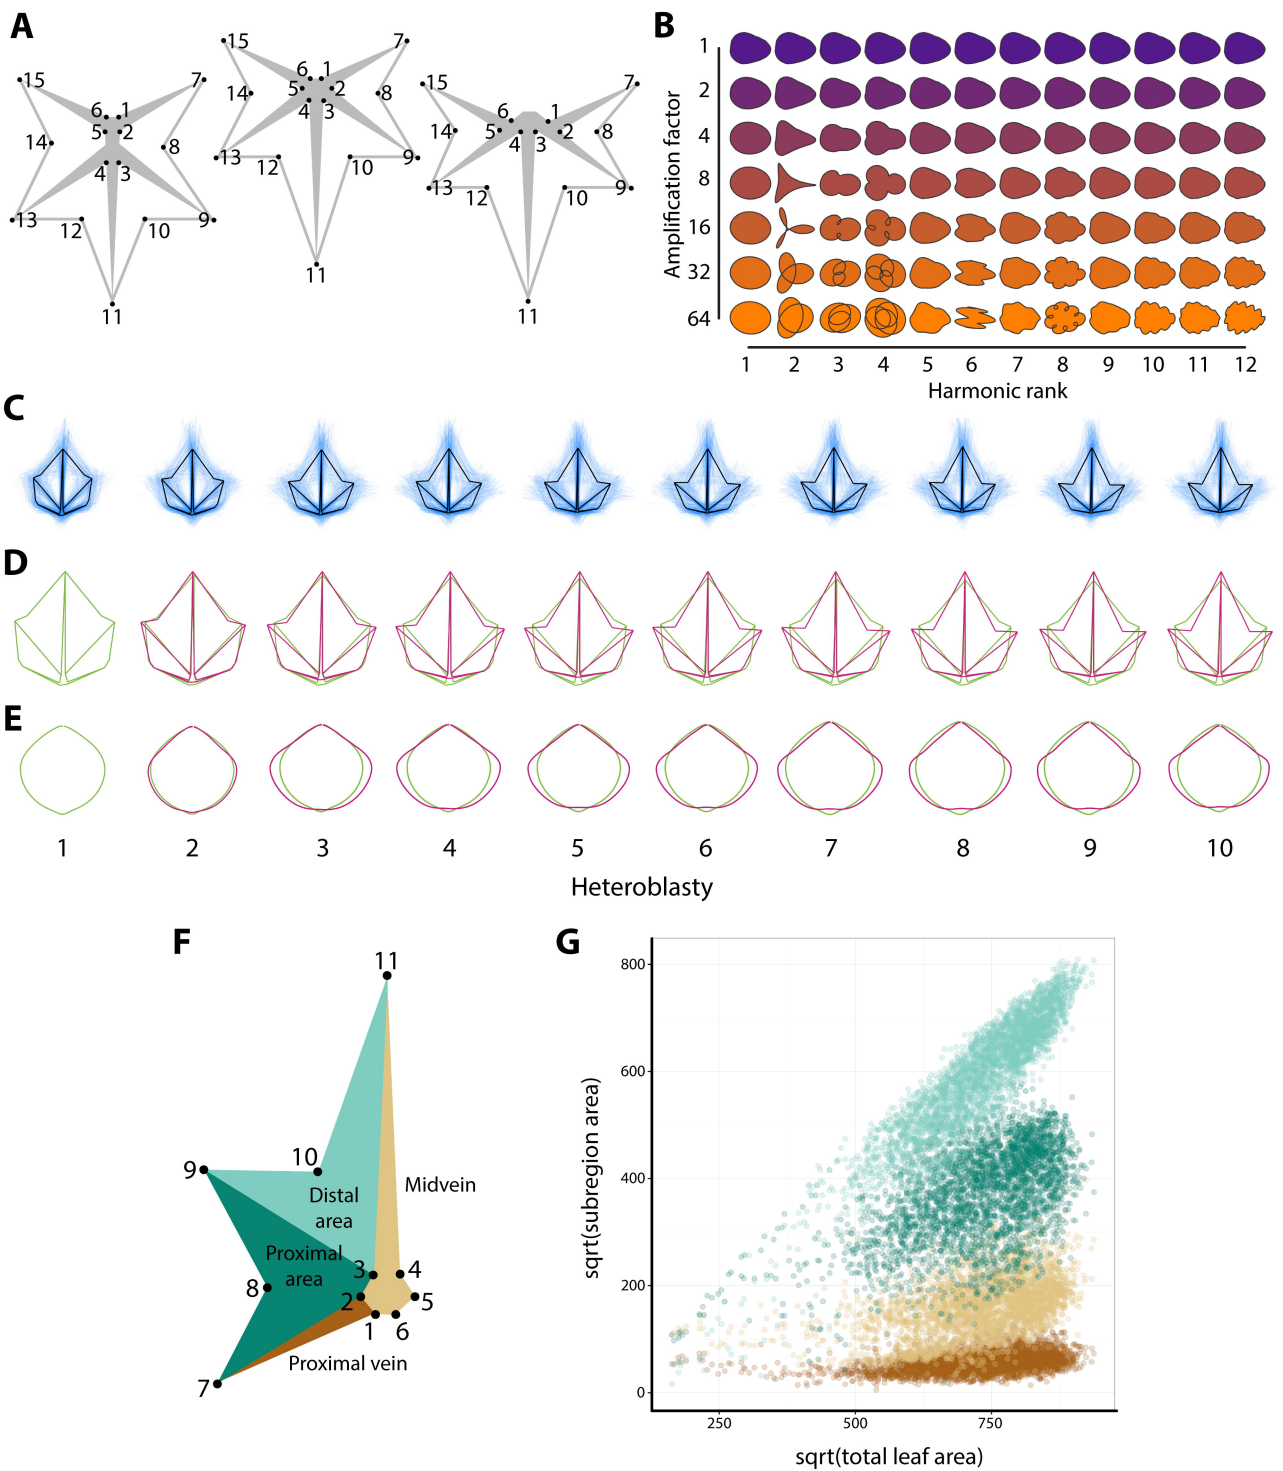 A
15
7
6 1
5 2
14
8
4 3
13
9
12
10
11
15
7
6 1
5 2
14
8
4 3
13
9
12
10
11
15
7
6
1
14
5
2
8
4 3
13
9
12
10
11
B
Amplification factor
1
2
4
8
16
32
64
1 2 3 4 5 6 7 8 9 10 11 12
Harmonic rank
C
D
E
1 2 3 4 5 6 7 8 9 10
Heteroblasty
F
11
10
9
Distal
area
Midvein
Proximal
area
8
3
4
2
5
1
6
Proximal vein
7
G
sqrt(subregion area)
800
600
400
200
0
250 500 750
sqrt(total leaf area)